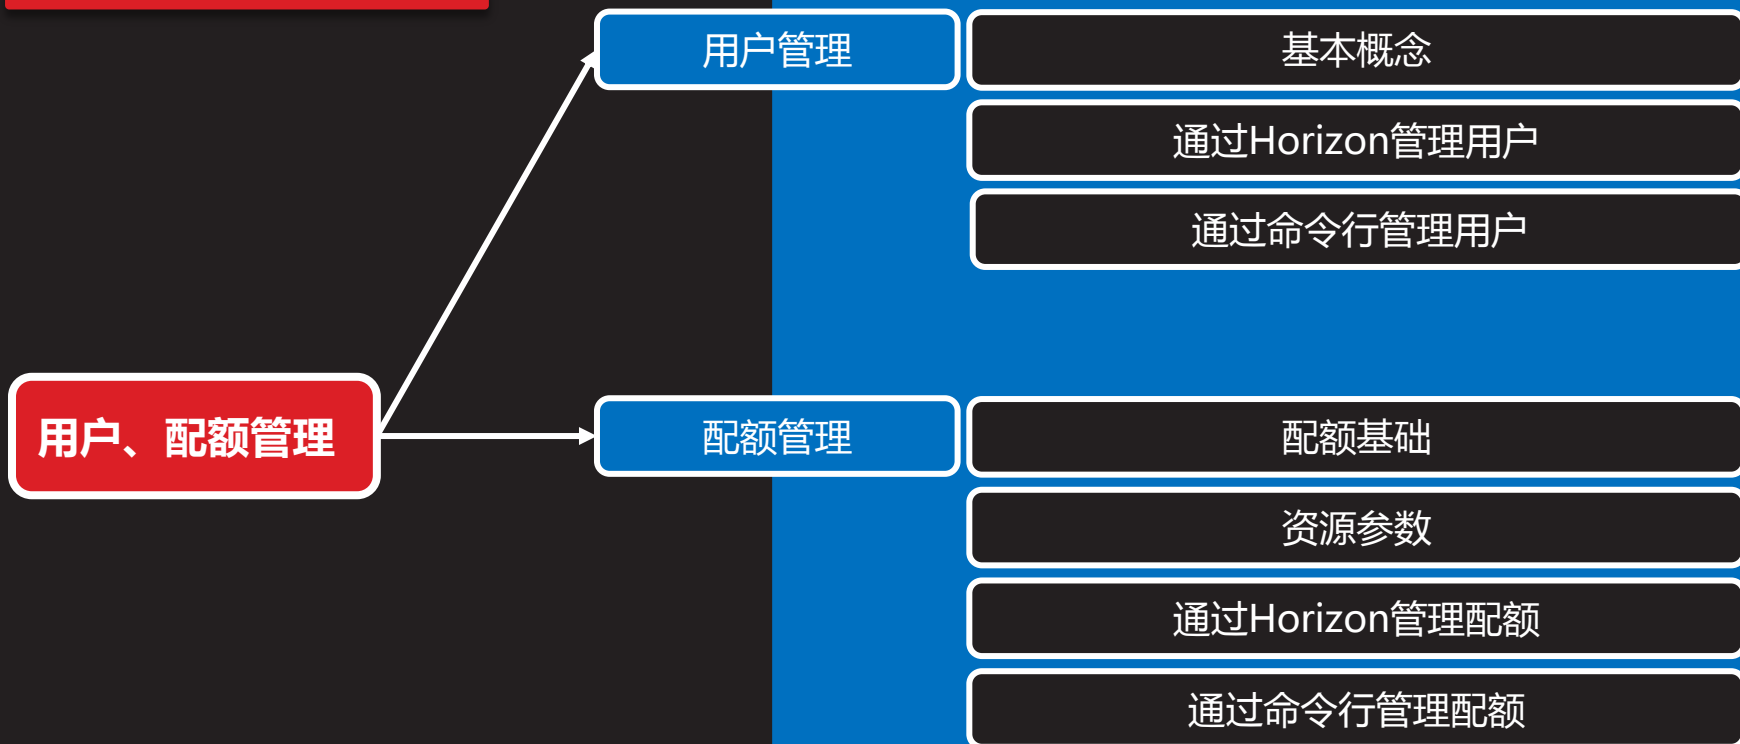 用户管理
基本概念
通过Horizon管理用户
通过命令行管理用户
用户、配额管理
配额管理
配额基础
资源参数
通过Horizon管理配额
通过命令行管理配额